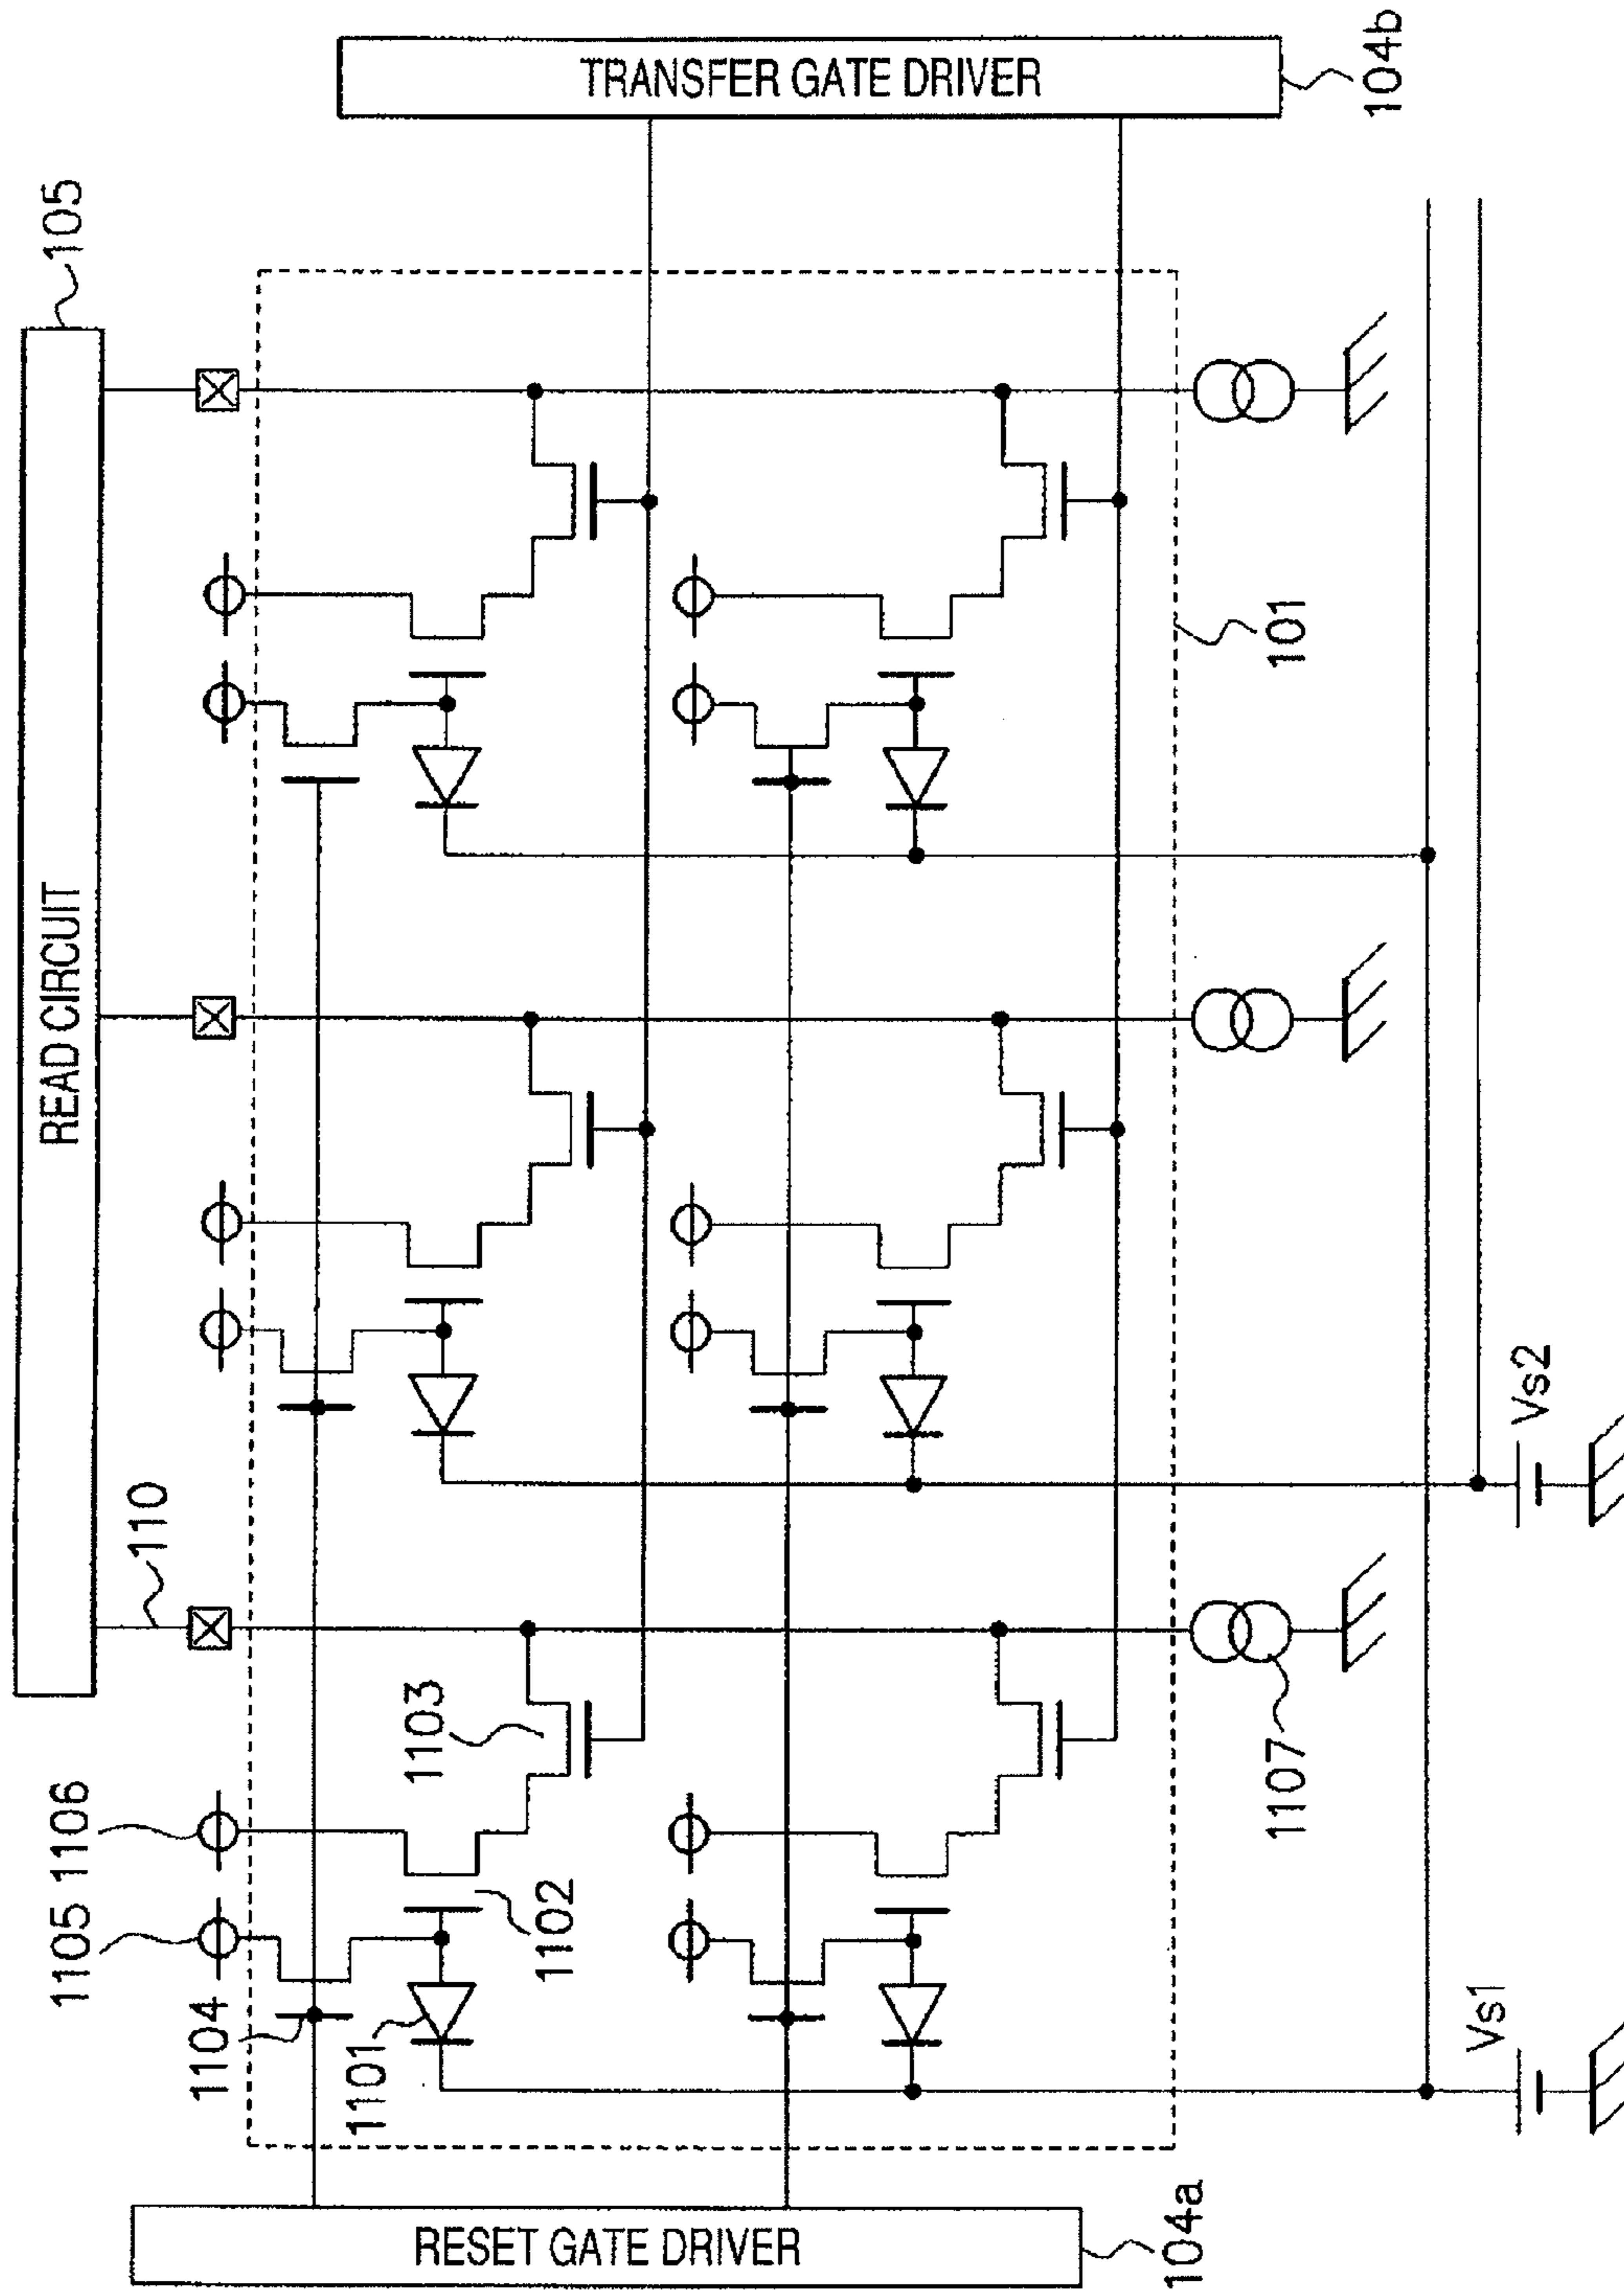 READ CIRCUIT
105
110
1105 1106
1104
1103
1102
1101
RESET GATE DRIVER
104a
TRANSFER GATE DRIVER
104b
101
1107
Vs1
Vs2